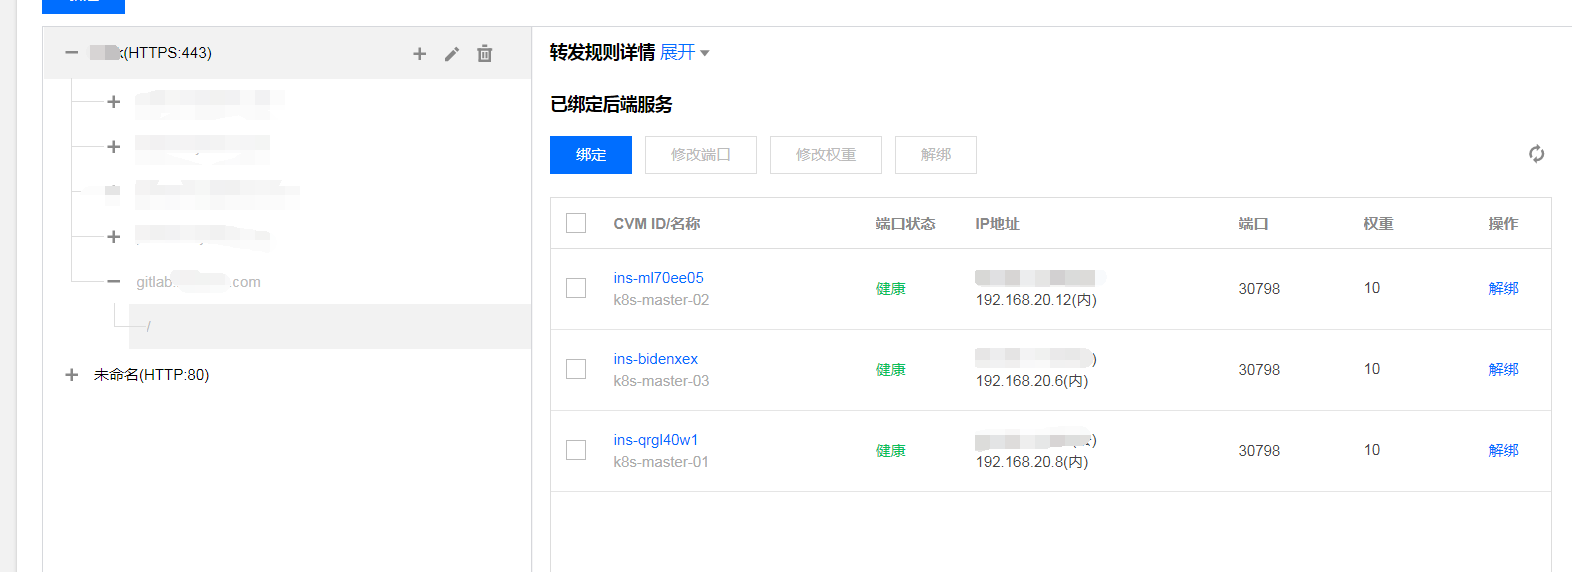 (HTTPS:443)
gitlab. .com
/
未命名(HTTP:80)
转发规则详情 展开
已绑定后端服务
绑定 修改端口 修改权重 解绑
CVM ID/名称 端口状态 IP地址 端口 权重 操作
ins-ml70ee05
k8s-master-02 健康 192.168.20.12(内) 30798 10 解绑
ins-bidenxex
k8s-master-03 健康 192.168.20.6(内) 30798 10 解绑
ins-qrgl40w1
k8s-master-01 健康 192.168.20.8(内) 30798 10 解绑